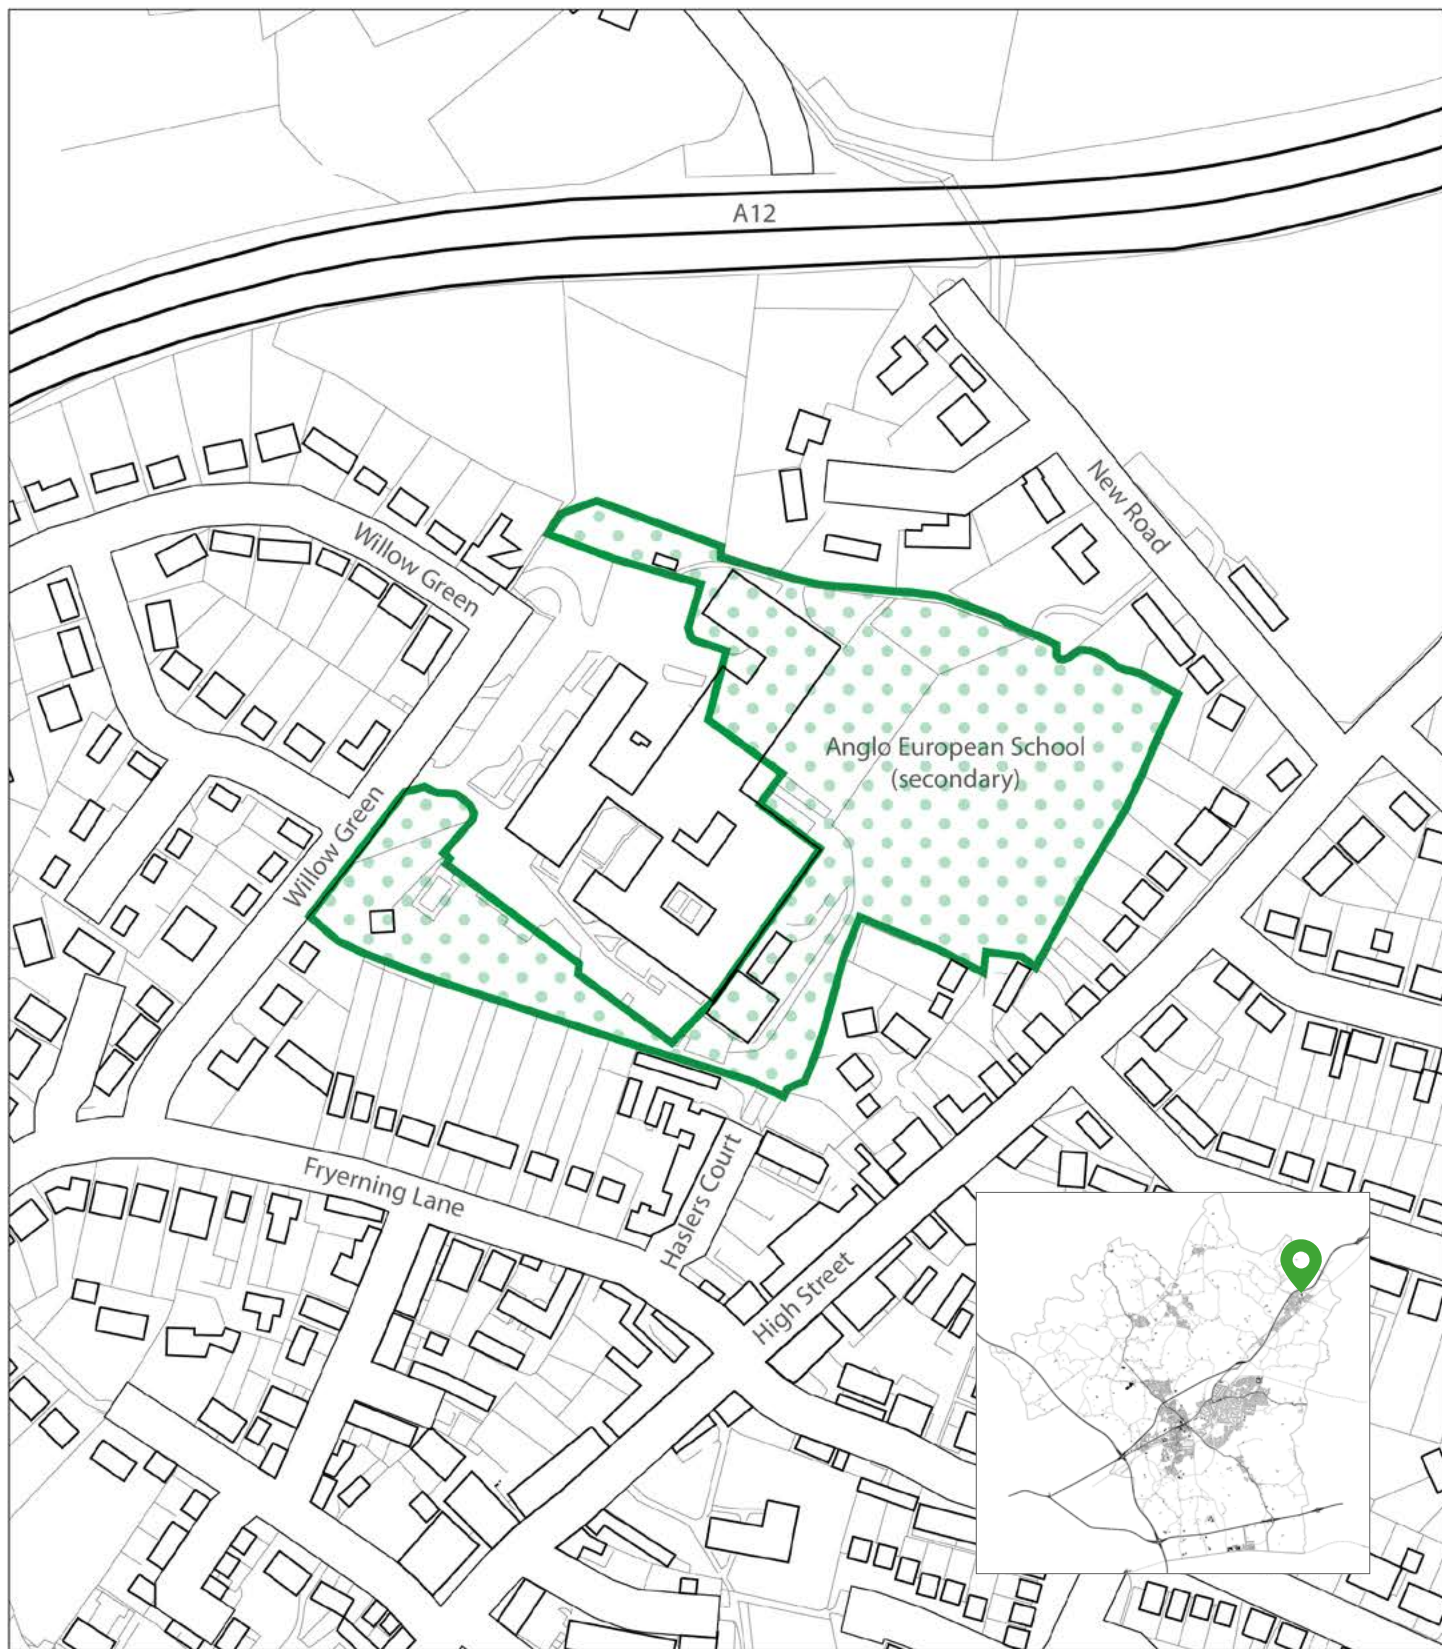 A12
New Road
Willow Green
Anglo European School
(secondary)
Willow Green
Haslers Court
Fryerning Lane
High Street